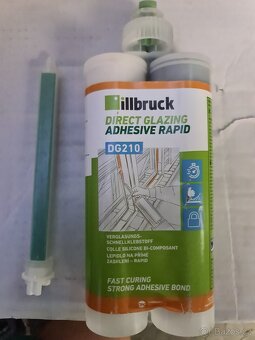 illbruck
DIRECT GLAZING
ADHESIVE RAPID
DG210
VERGLASUNGS-
SCHNELLKLEBSTOFF
COLLE SILICONE BI-COMPOSANT
LEPIDLO NA PŘÍMÉ
ZASKLENÍ - RAPID
FAST CURING
STRONG ADHESIVE BOND